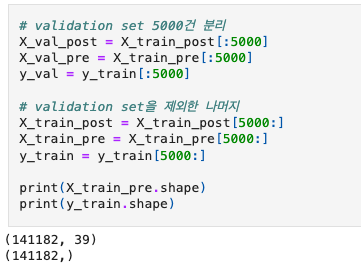 # validation set 5000건 분리
X_val_post = X_train_post[:5000]
X_val_pre = X_train_pre[:5000]
y_val = y_train[:5000]
# validation set을 제외한 나머지
X_train_post = X_train_post[5000:]
X_train_pre = X_train_pre[5000:]
y_train = y_train[5000:]
print(X_train_pre.shape)
print(y_train.shape)
(141182, 39)
(141182,)